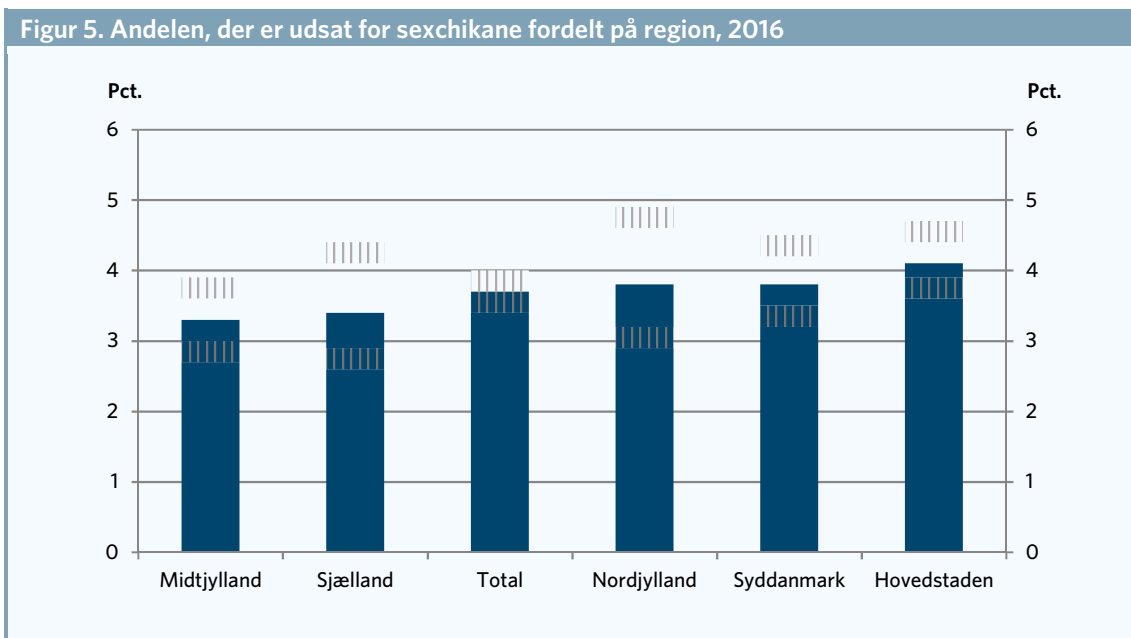 Figur 5. Andelen, der er udsat for sexchikane fordelt på region, 2016
Pct. Pct.
6 6
5 5
4 4
3 3
2 2
1 1
0 0
Midtjylland Sjælland Total Nordjylland Syddanmark Hovedstaden